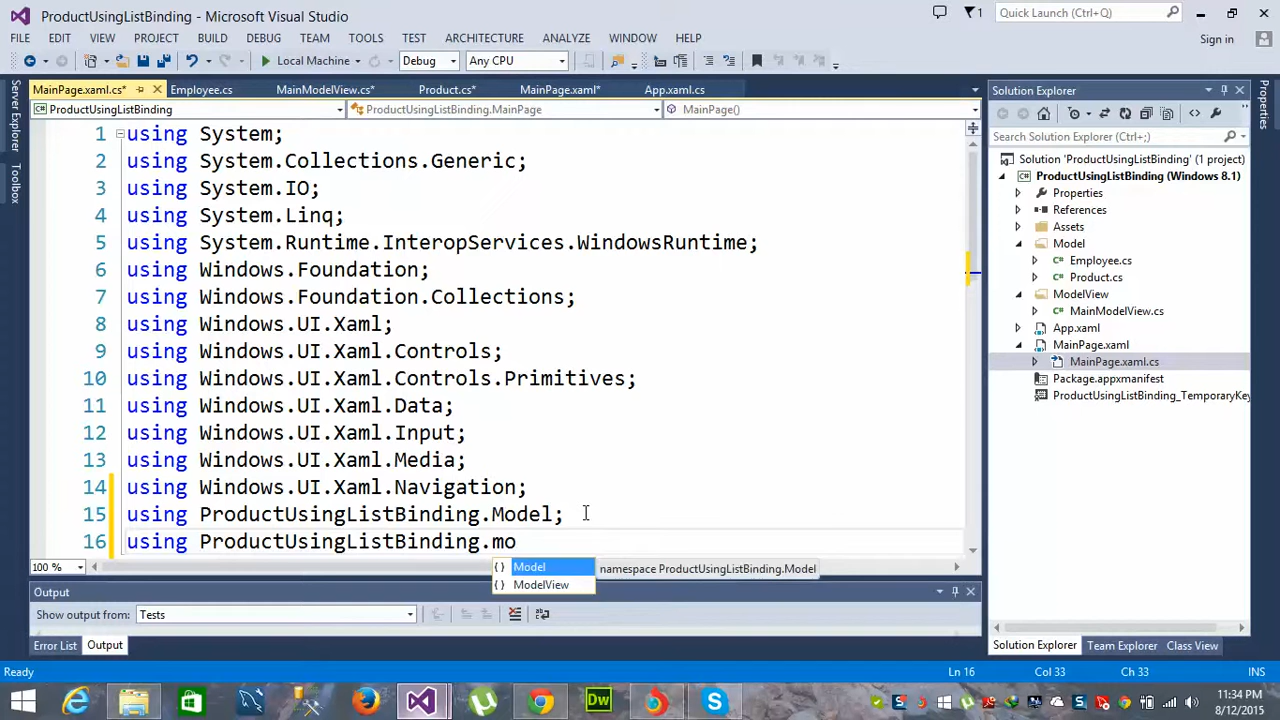 ProductUsingListBinding - Microsoft Visual Studio
1
Quick Launch (Ctrl+Q)
FILE EDIT VIEW PROJECT BUILD DEBUG TEAM TOOLS TEST ARCHITECTURE ANALYZE WINDOW HELP
Sign in
Local Machine Debug Any CPU
MainPage.xaml.cs* Employee.cs MainModelView.cs* Product.cs* MainPage.xaml* App.xaml.cs
ProductUsingListBinding ProductUsingListBinding.MainPage MainPage()
Server Explorer
Toolbox
1 using System;
2 using System.Collections.Generic;
3 using System.IO;
4 using System.Linq;
5 using System.Runtime.InteropServices.WindowsRuntime;
6 using Windows.Foundation;
7 using Windows.Foundation.Collections;
8 using Windows.UI.Xaml;
9 using Windows.UI.Xaml.Controls;
10 using Windows.UI.Xaml.Controls.Primitives;
11 using Windows.UI.Xaml.Data;
12 using Windows.UI.Xaml.Input;
13 using Windows.UI.Xaml.Media;
14 using Windows.UI.Xaml.Navigation;
15 using ProductUsingListBinding.Model;
16 using ProductUsingListBinding.mo
{} Model
{} ModelView
namespace ProductUsingListBinding.Model
100 %
Output
Show output from: Tests
Error List Output
Solution Explorer
Search Solution Explorer (Ctrl+;)
Solution 'ProductUsingListBinding' (1 project)
ProductUsingListBinding (Windows 8.1)
Properties
References
Assets
Model
Employee.cs
Product.cs
ModelView
MainModelView.cs
App.xaml
MainPage.xaml
MainPage.xaml.cs
Package.appxmanifest
ProductUsingListBinding_TemporaryKey
Solution Explorer Team Explorer Class View
Properties
Ready Ln 16 Col 33 Ch 33 INS
Dw
11:34 PM
8/12/2015